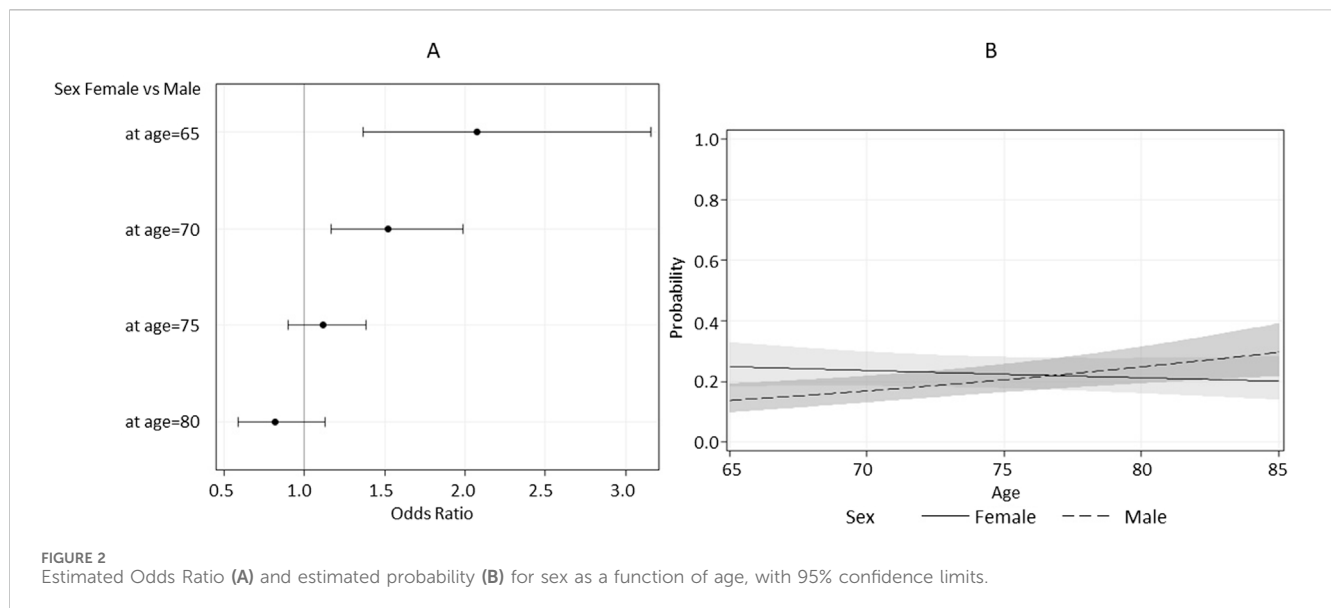 A
Sex Female vs Male
at age=65
at age=70
at age=75
at age=80
0.5 1.0 1.5 2.0 2.5 3.0
Odds Ratio
B
Probability
1.0
0.8
0.6
0.4
0.2
0.0
65 70 75 80 85
Age
Sex Female Male
FIGURE 2
Estimated Odds Ratio (A) and estimated probability (B) for sex as a function of age, with 95% confidence limits.